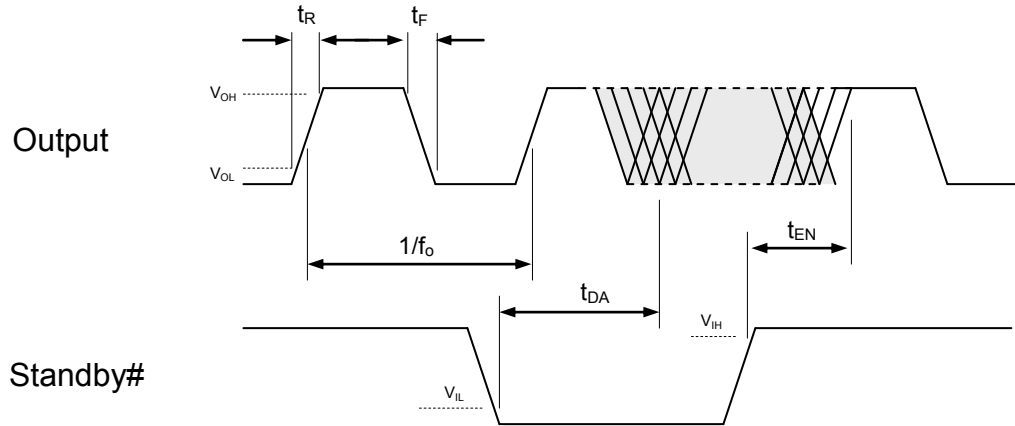 tR
tF
VOH
Output
VOL
tEN
1/fo
tDA
VIH
Standby#
VIL